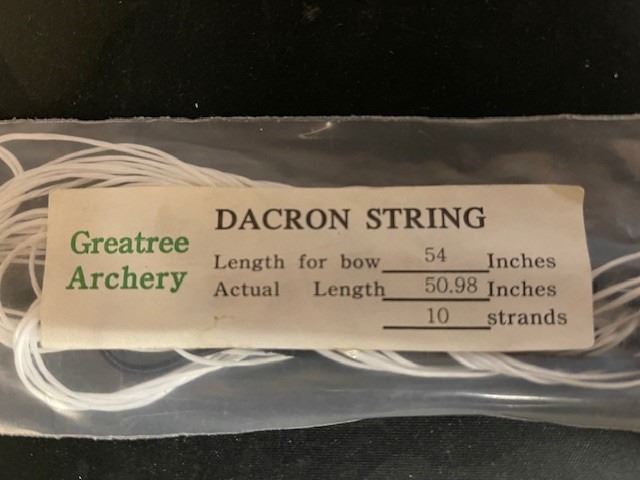 Greatree
Archery
DACRON STRING
Length for bow 54 Inches
Actual Length 50.98 Inches
10 strands